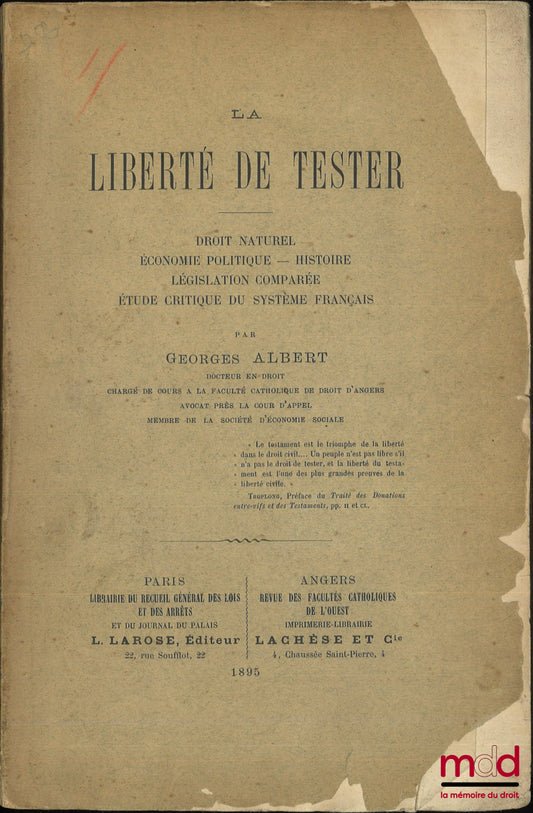 LA
LIBERTÉ DE TESTER
DROIT NATUREL
ÉCONOMIE POLITIQUE — HISTOIRE
LÉGISLATION COMPARÉE
ÉTUDE CRITIQUE DU SYSTÈME FRANÇAIS
PAR
GEORGES ALBERT
DOCTEUR EN DROIT
CHARGÉ DE COURS A LA FACULTÉ CATHOLIQUE DE DROIT D'ANGERS
AVOCAT PRÈS LA COUR D'APPEL
MEMBRE DE LA SOCIÉTÉ D'ÉCONOMIE SOCIALE
« Le testament est le triomphe de la liberté
« dans le droit civil.... Un peuple n'est pas libre s'il
« n'a pas le droit de tester, et la liberté du testa-
« ment est l'une des plus grandes preuves de la
« liberté civile. »
TROPLONG, Préface du Traité des Donations
entre-vifs et des Testaments, pp. II et CL.
PARIS
LIBRAIRIE DU RECUEIL GÉNÉRAL DES LOIS
ET DES ARRÊTS
ET DU JOURNAL DU PALAIS
L. LAROSE, Éditeur
22, rue Soufflot, 22
ANGERS
REVUE DES FACULTÉS CATHOLIQUES
DE L'OUEST
IMPRIMERIE-LIBRAIRIE
LACHÈSE ET Cie
4, Chaussée Saint-Pierre, 4
1895
mdd
la mémoire du droit